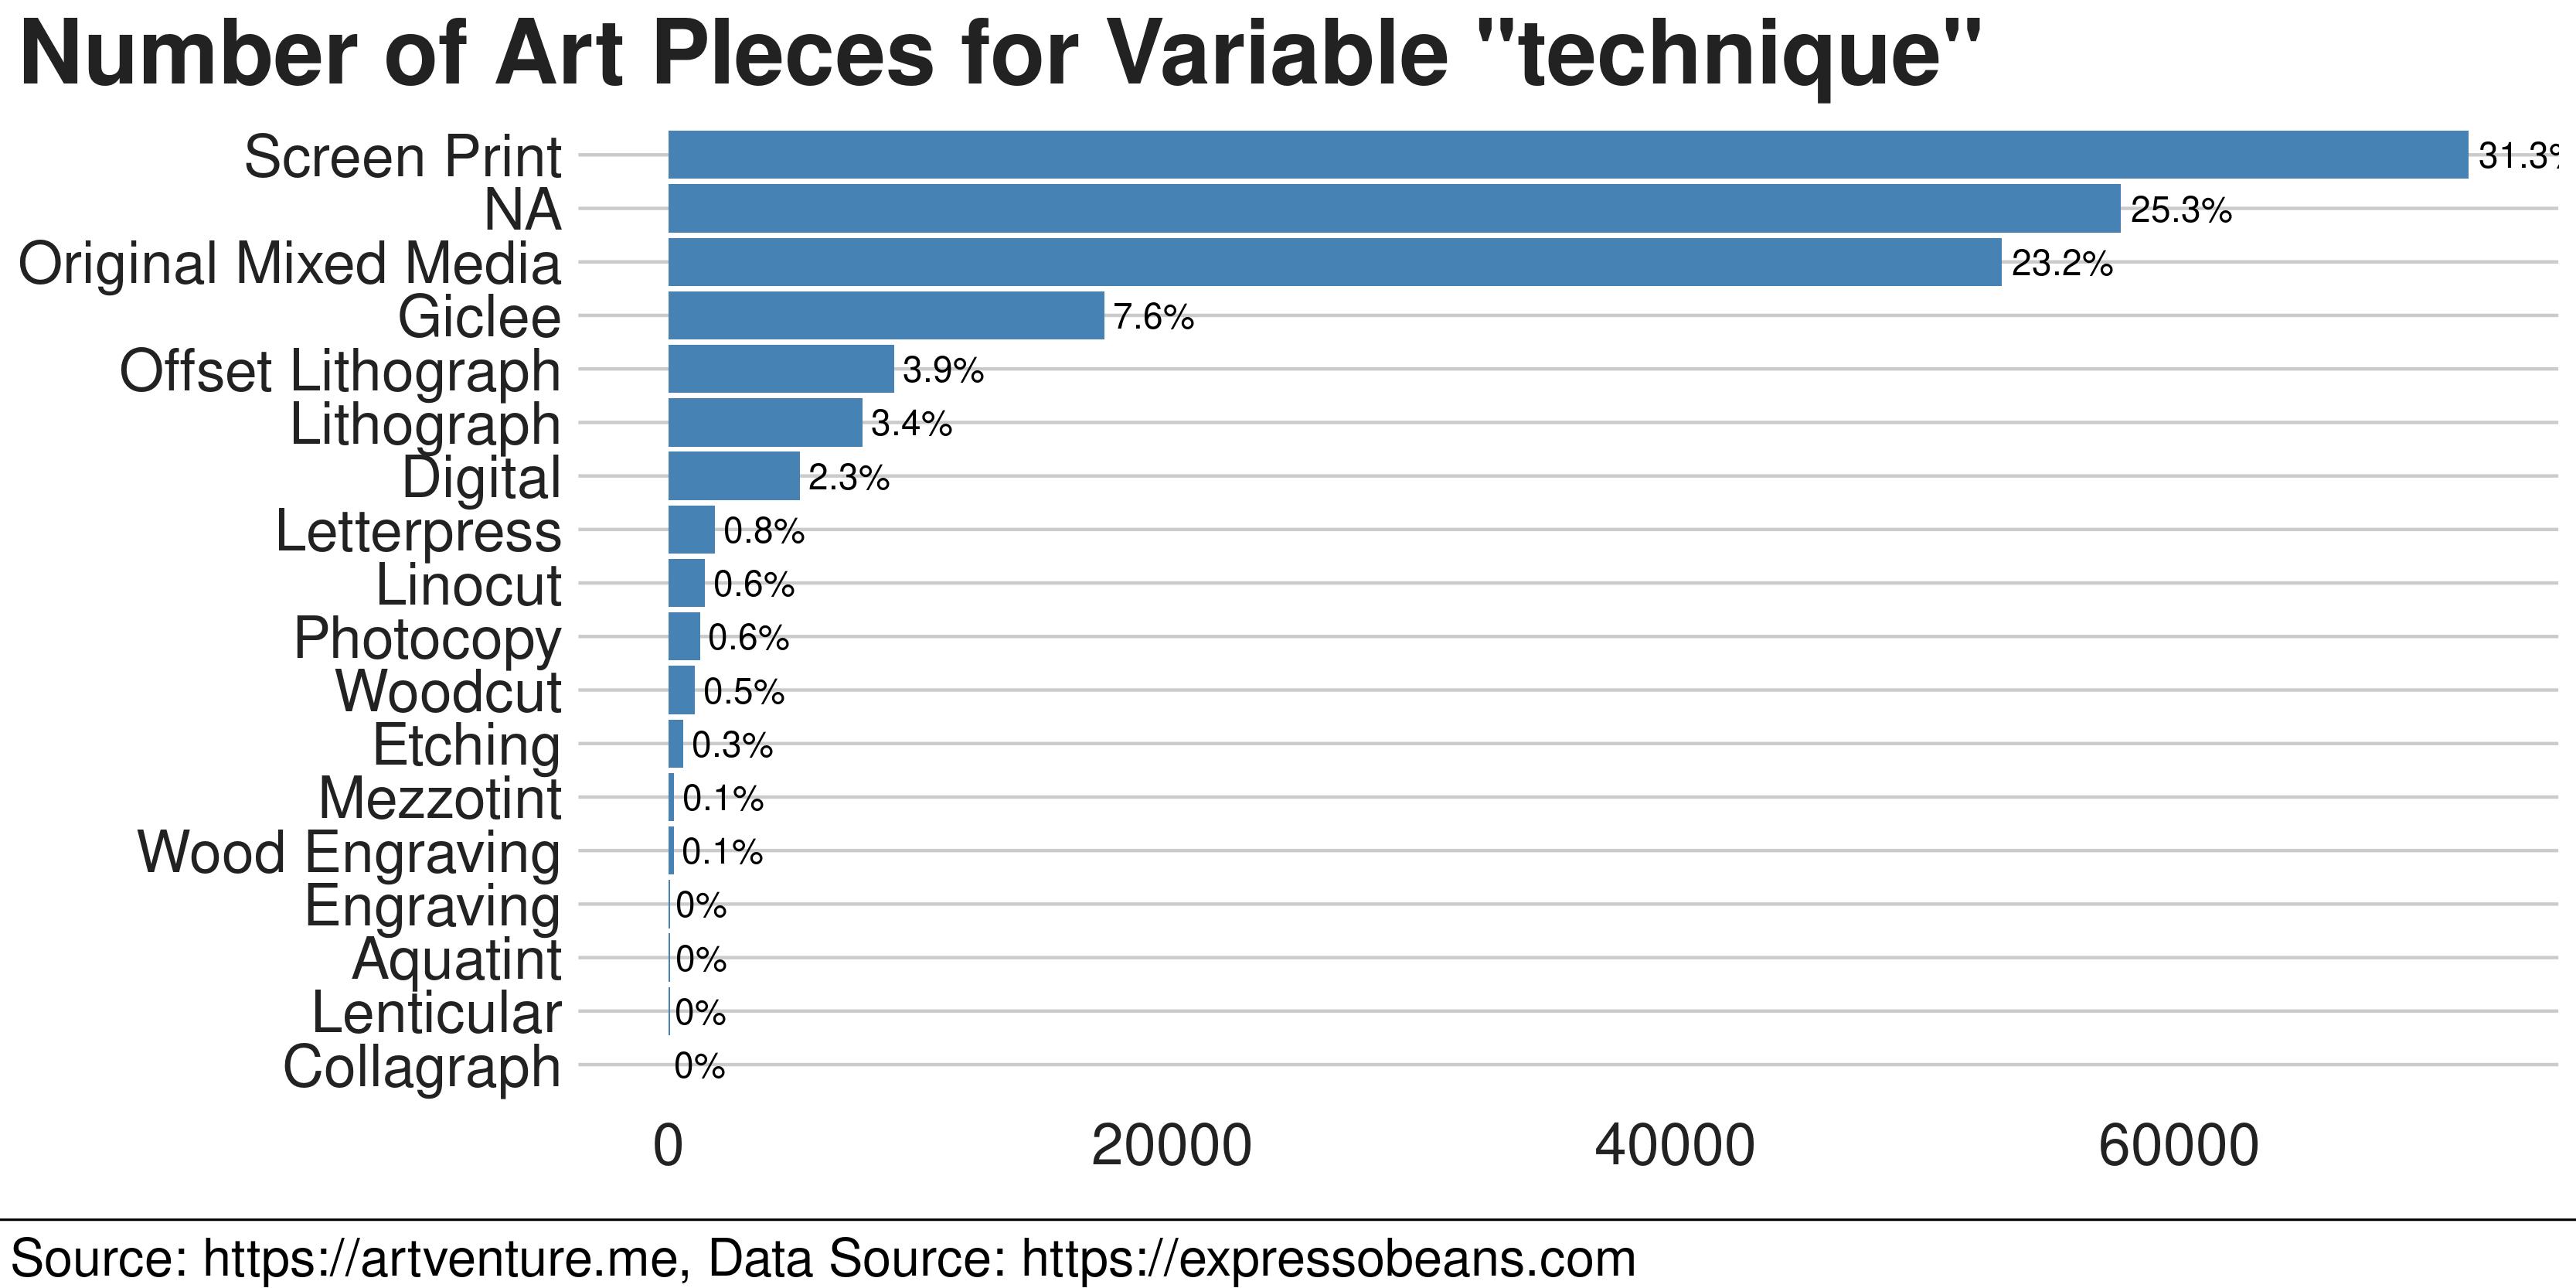 Number of Art Pleces for Variable "technique"
Screen Print 31.3%
NA 25.3%
Original Mixed Media 23.2%
Giclee 7.6%
Offset Lithograph 3.9%
Lithograph 3.4%
Digital 2.3%
Letterpress 0.8%
Linocut 0.6%
Photocopy 0.6%
Woodcut 0.5%
Etching 0.3%
Mezzotint 0.1%
Wood Engraving 0.1%
Engraving 0%
Aquatint 0%
Lenticular 0%
Collagraph 0%
0 20000 40000 60000
Source: https://artventure.me, Data Source: https://expressobeans.com